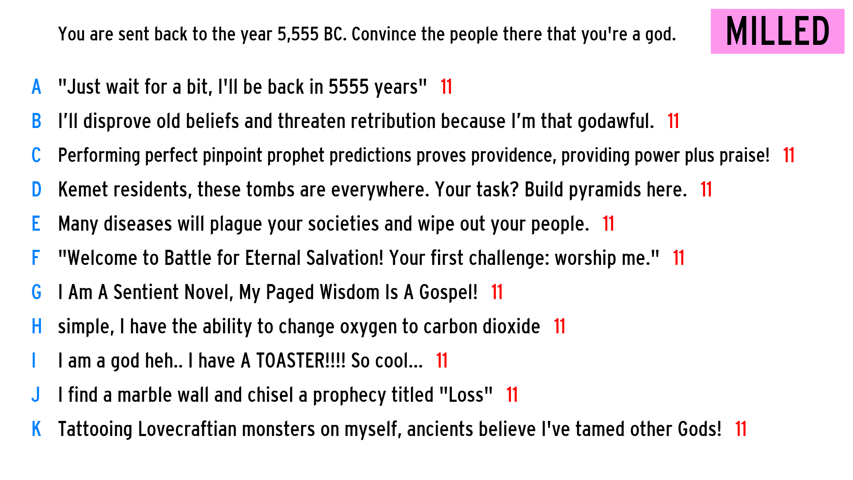 You are sent back to the year 5,555 BC. Convince the people there that you're a god.
MILLED
A "Just wait for a bit, I'll be back in 5555 years" 11
B I’ll disprove old beliefs and threaten retribution because I’m that godawful. 11
C Performing perfect pinpoint prophet predictions proves providence, providing power plus praise! 11
D Kemet residents, these tombs are everywhere. Your task? Build pyramids here. 11
E Many diseases will plague your societies and wipe out your people. 11
F "Welcome to Battle for Eternal Salvation! Your first challenge: worship me." 11
G I Am A Sentient Novel, My Paged Wisdom Is A Gospel! 11
H simple, I have the ability to change oxygen to carbon dioxide 11
I I am a god heh.. I have A TOASTER!!!! So cool... 11
J I find a marble wall and chisel a prophecy titled "Loss" 11
K Tattooing Lovecraftian monsters on myself, ancients believe I've tamed other Gods! 11